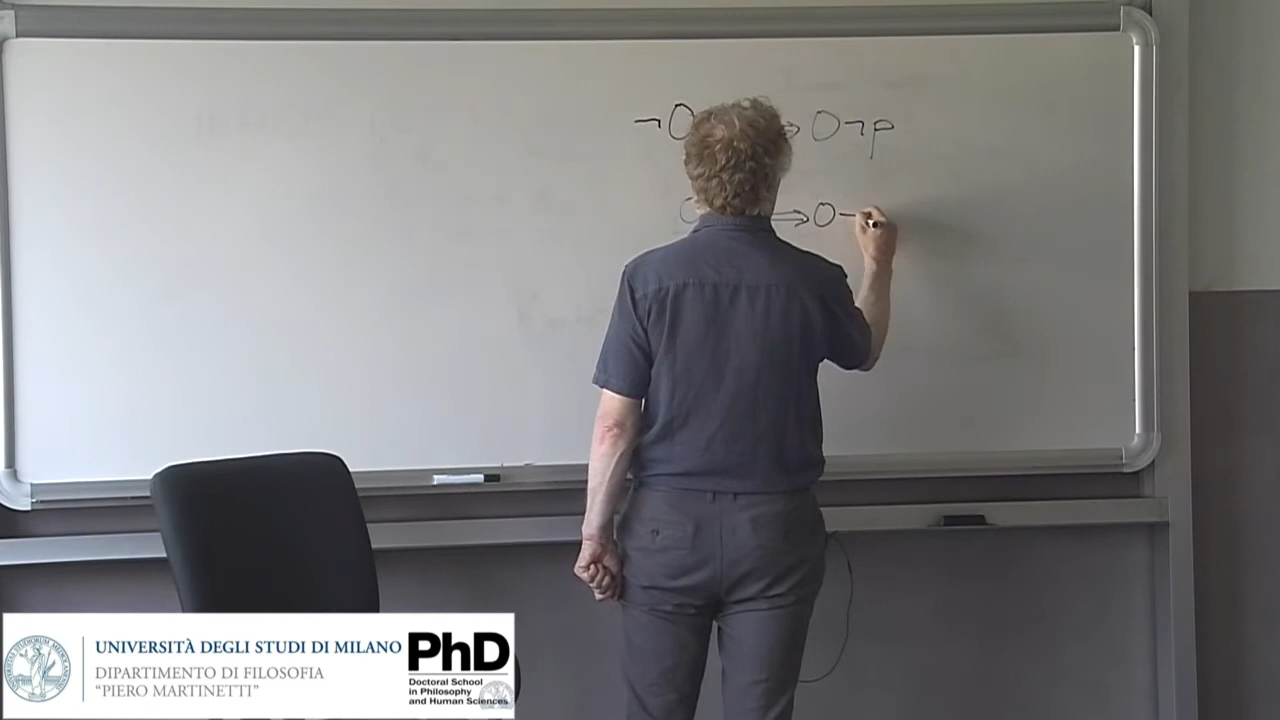 ¬O ⇒ O¬p
⇒ O¬
UNIVERSITÀ DEGLI STUDI DI MILANO
DIPARTIMENTO DI FILOSOFIA
"PIERO MARTINETTI"
PhD
Doctoral School
in Philosophy
and Human Sciences